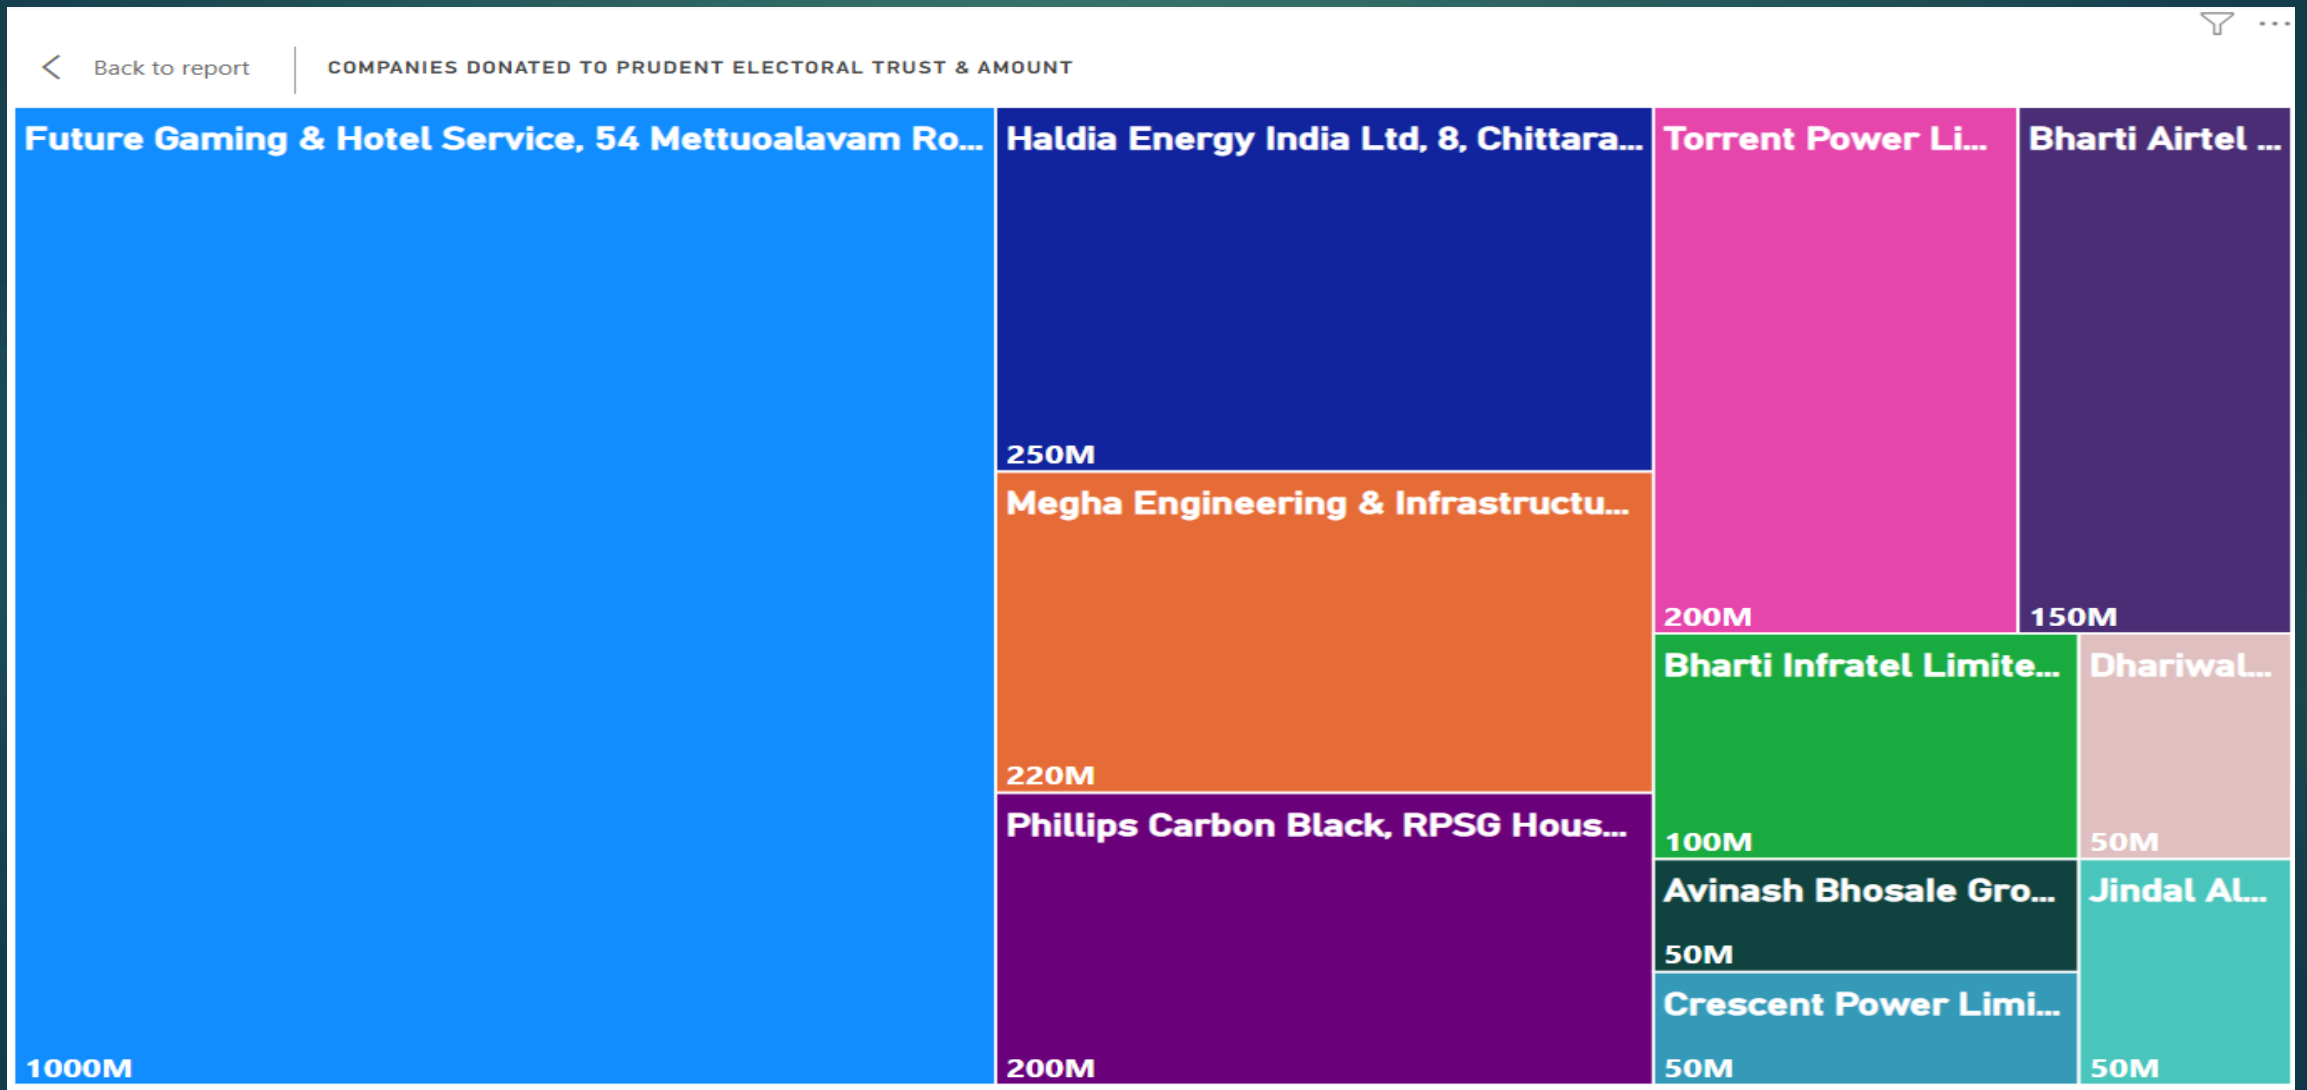 Back to report
COMPANIES DONATED TO PRUDENT ELECTORAL TRUST & AMOUNT
Future Gaming & Hotel Service, 54 Mettuoalavam Ro...
1000M
Haldia Energy India Ltd, 8, Chittara...
250M
Megha Engineering & Infrastructu...
220M
Phillips Carbon Black, RPSG Hous...
200M
Torrent Power Li...
200M
Bharti Airtel ...
150M
Bharti Infratel Limite...
100M
Dhariwal...
50M
Avinash Bhosale Gro...
50M
Crescent Power Limi...
50M
Jindal Al...
50M